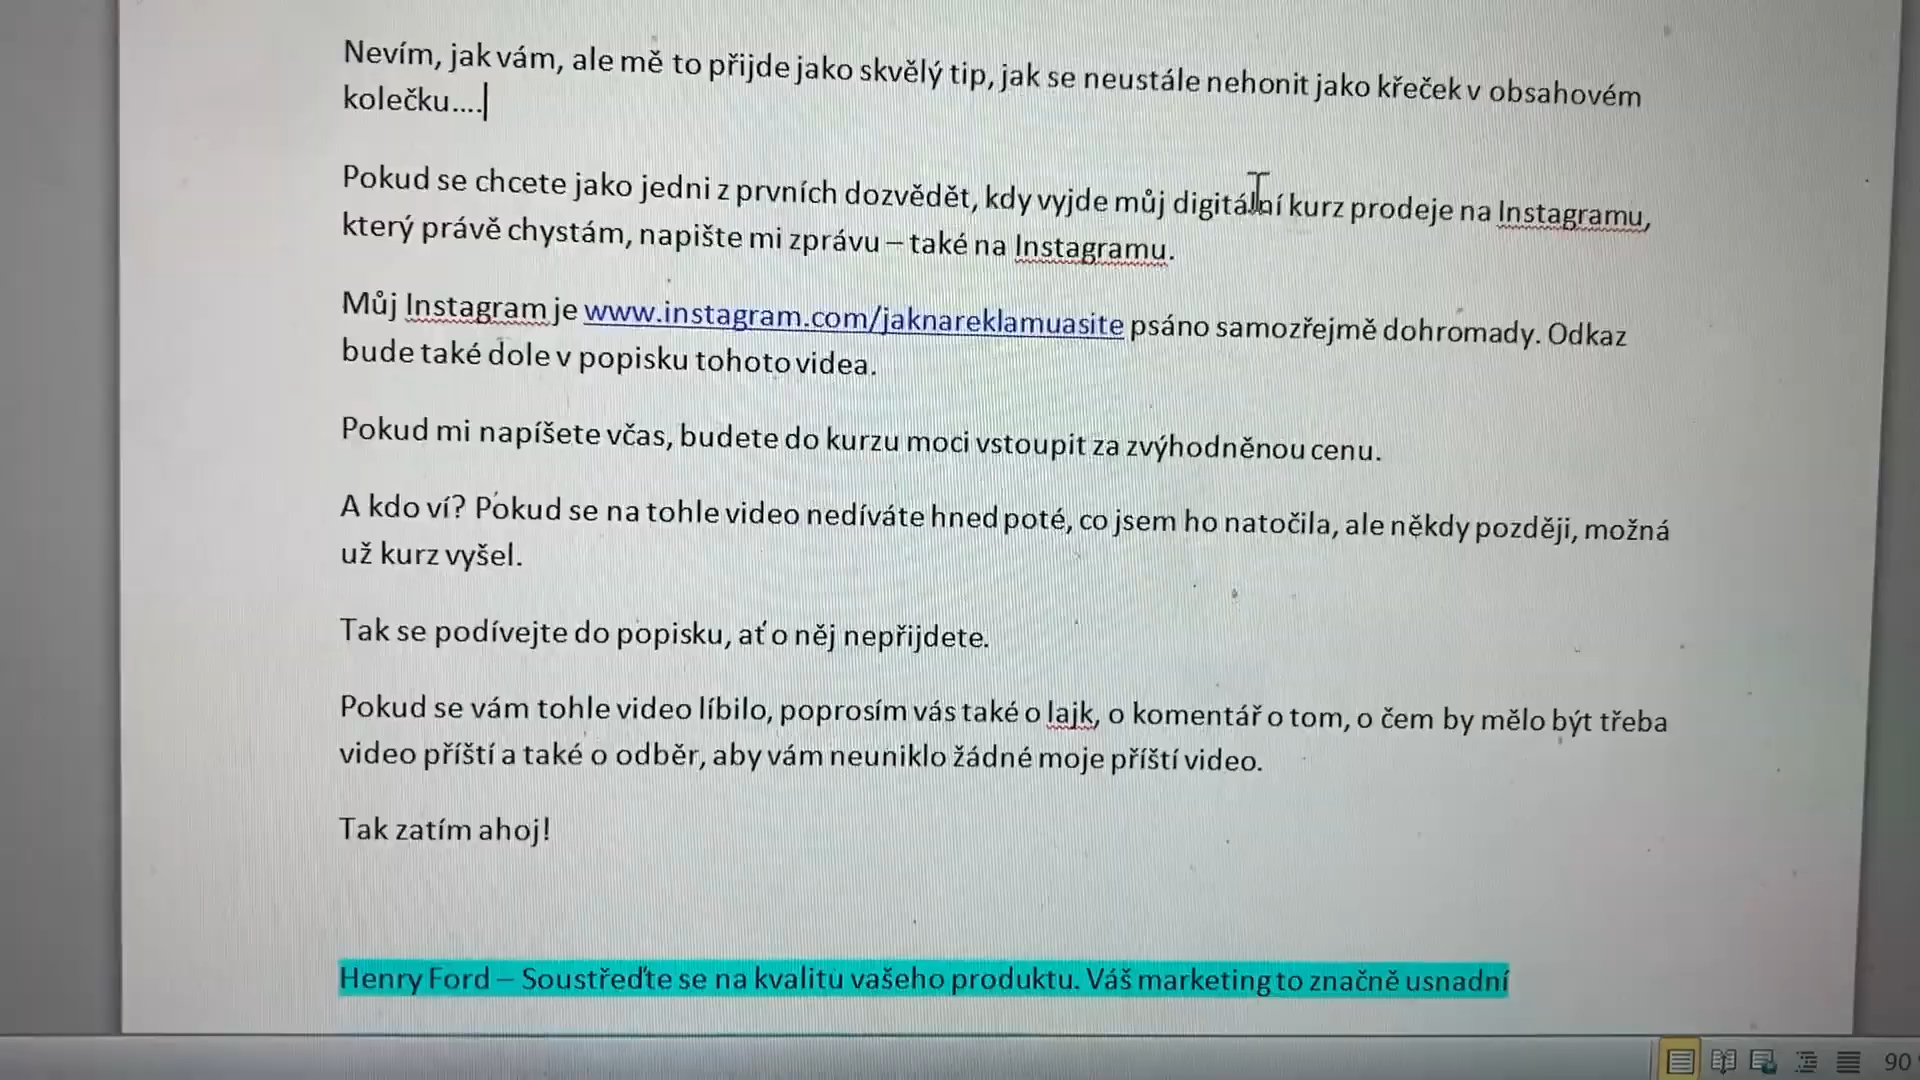 Nevím, jak vám, ale mě to přijde jako skvělý tip, jak se neustále nehonit jako křeček v obsahovém
kolečku....
Pokud se chcete jako jedni z prvních dozvědět, kdy vyjde můj digitální kurz prodeje na Instagramu,
který právě chystám, napište mi zprávu – také na Instagramu.
Můj Instagram je www.instagram.com/jaknareklamuasite psáno samozřejmě dohromady. Odkaz
bude také dole v popisku tohoto videa.
Pokud mi napíšete včas, budete do kurzu moci vstoupit za zvýhodněnou cenu.
A kdo ví? Pokud se na tohle video nedíváte hned poté, co jsem ho natočila, ale někdy později, možná
už kurz vyšel.
Tak se podívejte do popisku, ať o něj nepřijdete.
Pokud se vám tohle video líbilo, poprosím vás také o lajk, o komentář o tom, o čem by mělo být třeba
video příští a také o odběr, aby vám neuniklo žádné moje příští video.
Tak zatím ahoj!
Henry Ford – Soustřeďte se na kvalitu vašeho produktu. Váš marketing to značně usnadní
90